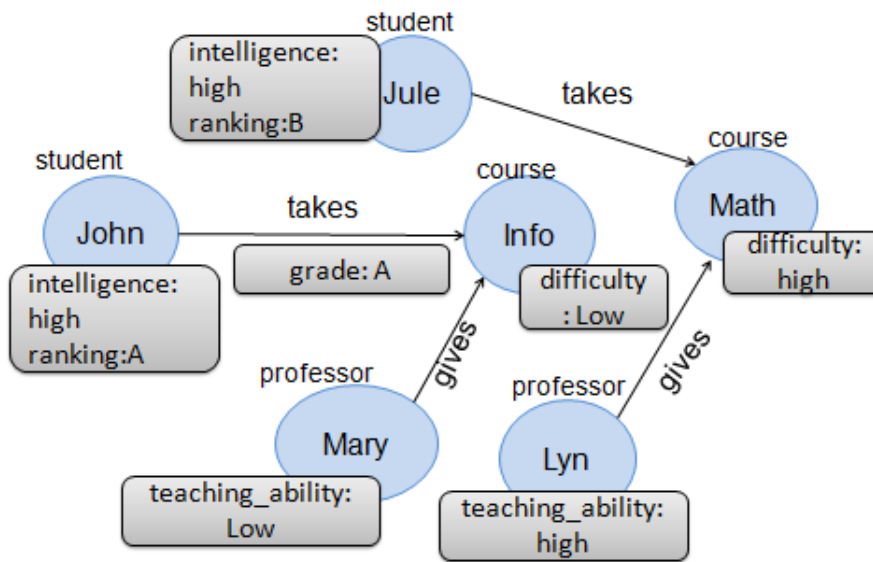 student
intelligence:
high
ranking:B
Jule
takes
course
Math
difficulty:
high
student
John
intelligence:
high
ranking:A
takes
grade: A
course
Info
difficulty
: Low
gives
gives
professor
Mary
teaching_ability:
Low
professor
Lyn
teaching_ability:
high